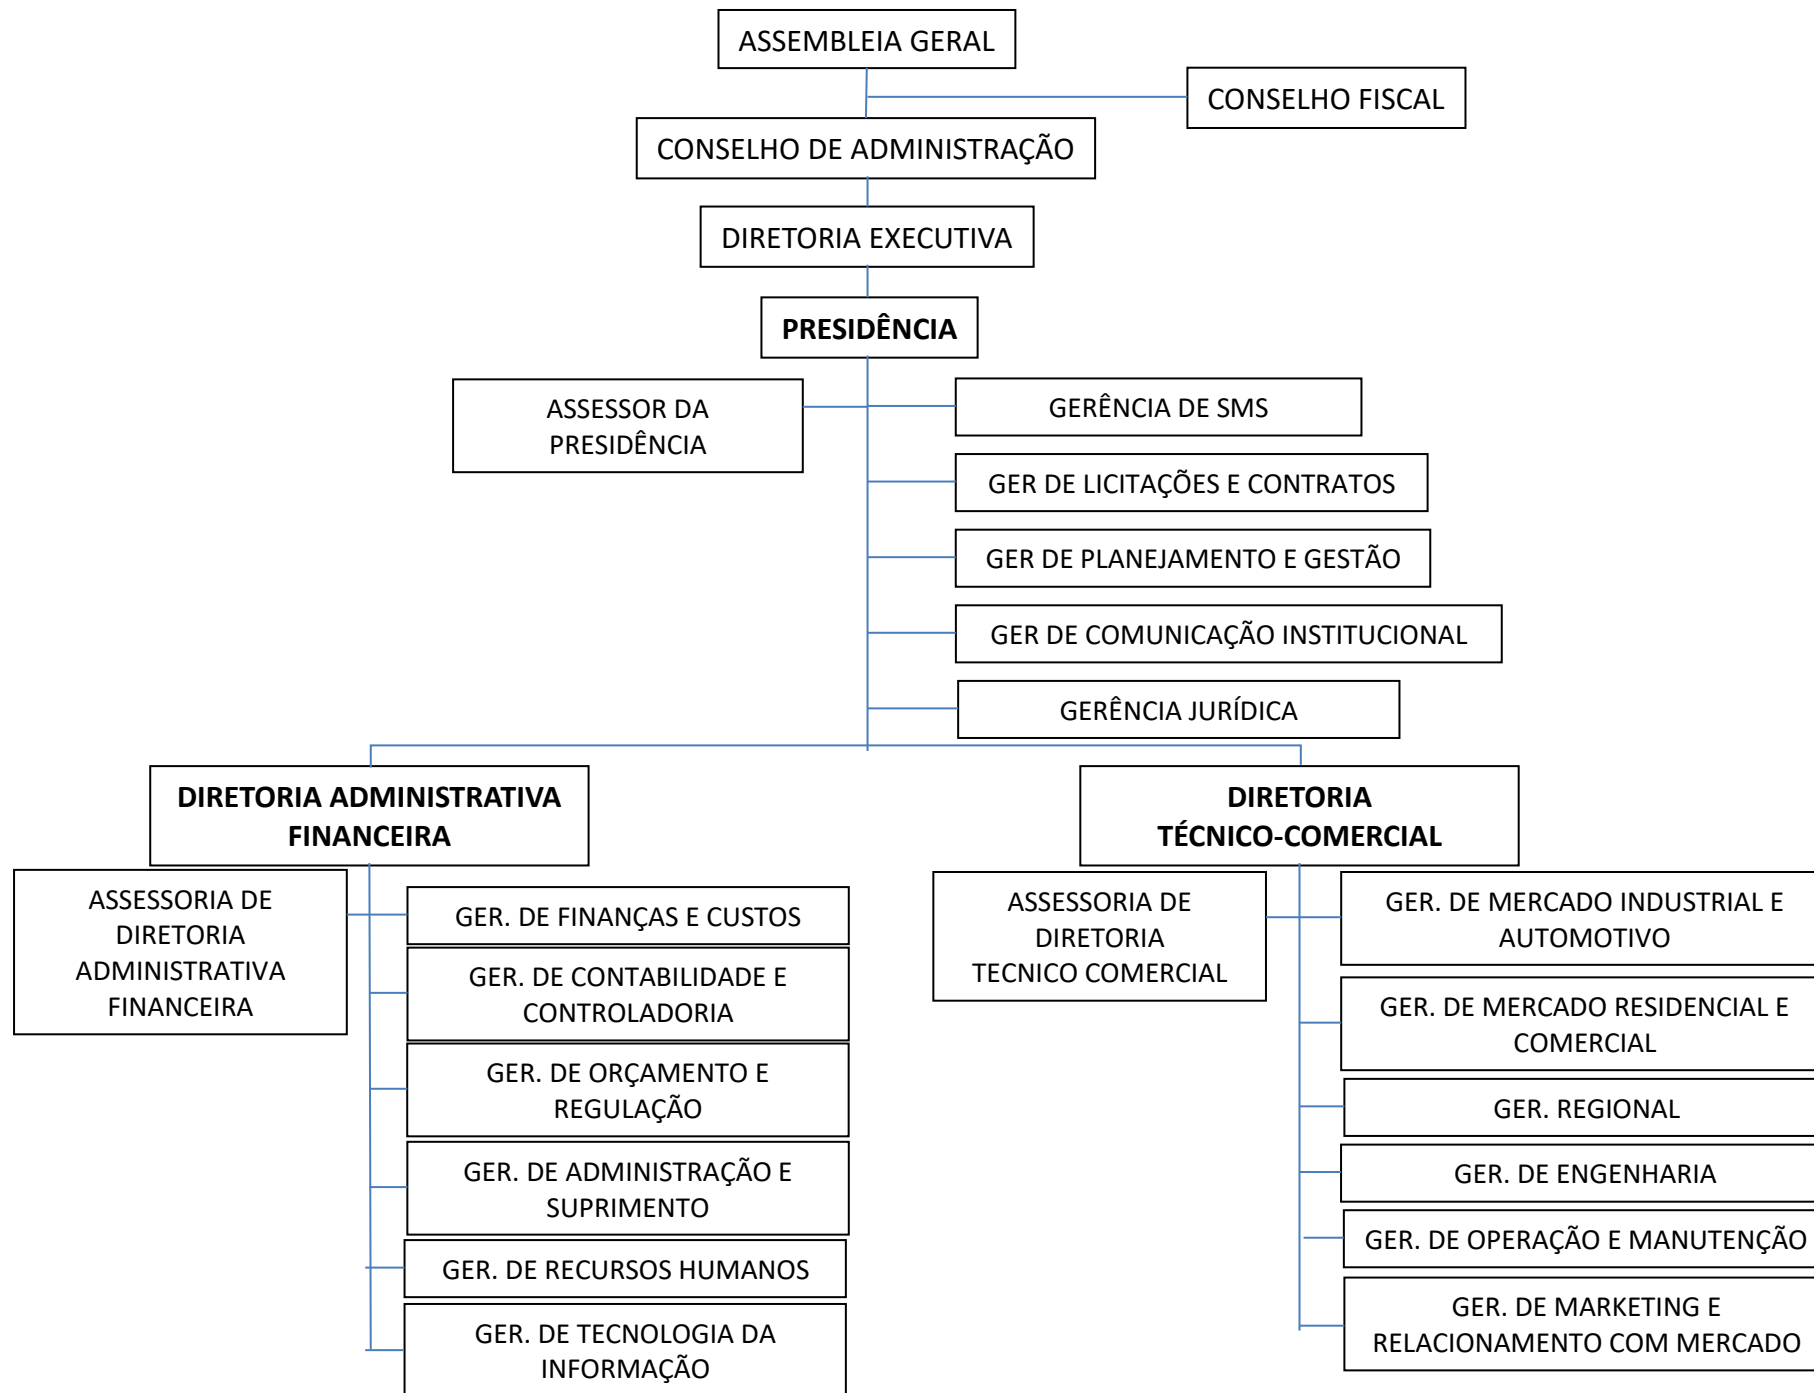 ASSEMBLEIA GERAL
CONSELHO FISCAL
CONSELHO DE ADMINISTRAÇÃO
DIRETORIA EXECUTIVA
PRESIDÊNCIA
ASSESSOR DA
PRESIDÊNCIA
GERÊNCIA DE SMS
GER DE LICITAÇÕES E CONTRATOS
GER DE PLANEJAMENTO E GESTÃO
GER DE COMUNICAÇÃO INSTITUCIONAL
GERÊNCIA JURÍDICA
DIRETORIA ADMINISTRATIVA
FINANCEIRA
ASSESSORIA DE
DIRETORIA
ADMINISTRATIVA
FINANCEIRA
GER. DE FINANÇAS E CUSTOS
GER. DE CONTABILIDADE E
CONTROLADORIA
GER. DE ORÇAMENTO E
REGULAÇÃO
GER. DE ADMINISTRAÇÃO E
SUPRIMENTO
GER. DE RECURSOS HUMANOS
GER. DE TECNOLOGIA DA
INFORMAÇÃO
DIRETORIA
TÉCNICO-COMERCIAL
ASSESSORIA DE
DIRETORIA
TECNICO COMERCIAL
GER. DE MERCADO INDUSTRIAL E
AUTOMOTIVO
GER. DE MERCADO RESIDENCIAL E
COMERCIAL
GER. REGIONAL
GER. DE ENGENHARIA
GER. DE OPERAÇÃO E MANUTENÇÃO
GER. DE MARKETING E
RELACIONAMENTO COM MERCADO